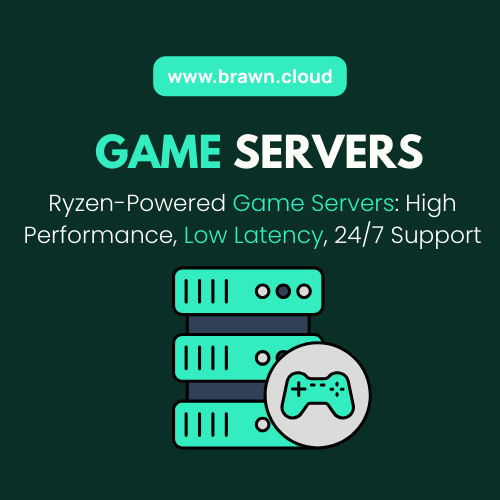 www.brawn.cloud
GAME SERVERS
Ryzen-Powered Game Servers: High
Performance, Low Latency, 24/7 Support